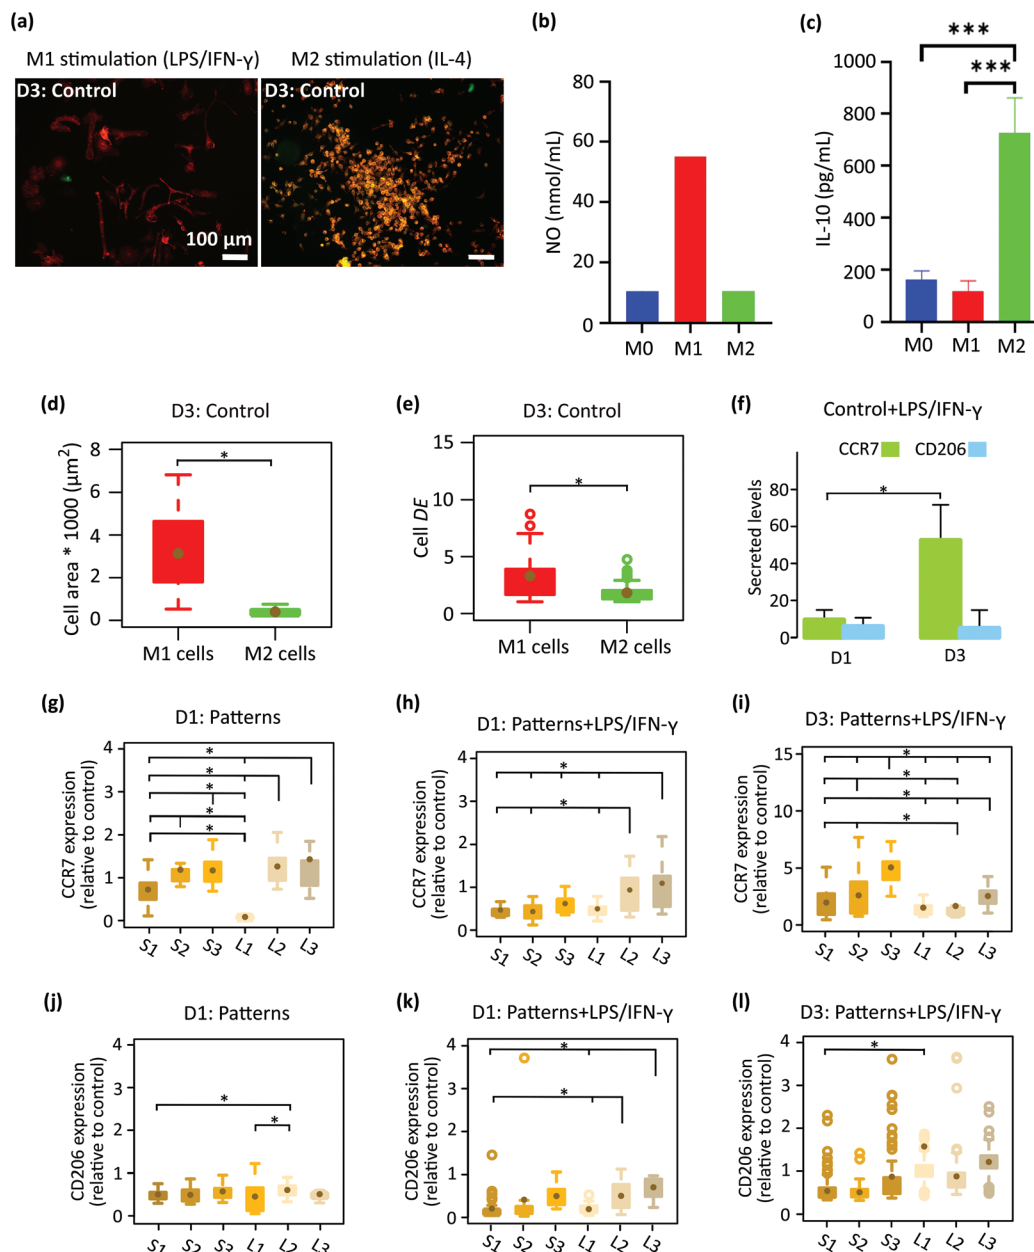 (a)
M1 stimulation (LPS/IFN-γ)
M2 stimulation (IL-4)
D3: Control
D3: Control
100 µm
(b)
NO (nmol/mL)
80
60
40
20
0
M0
M1
M2
(c)
IL-10 (pg/mL)
1000
800
600
400
200
0
***
***
M0
M1
M2
(d)
D3: Control
Cell area * 1000 (µm²)
8
6
4
2
0
*
M1 cells
M2 cells
(e)
D3: Control
Cell DE
15
10
5
0
*
M1 cells
M2 cells
(f)
Control+LPS/IFN-γ
CCR7
CD206
Secreted levels
80
60
40
20
0
*
D1
D3
(g)
D1: Patterns
CCR7 expression
(relative to control)
4
3
2
1
0
*
*
*
*
*
S1
S2
S3
L1
L2
L3
(h)
D1: Patterns+LPS/IFN-γ
CCR7 expression
(relative to control)
4
3
2
1
0
*
*
S1
S2
S3
L1
L2
L3
(i)
D3: Patterns+LPS/IFN-γ
CCR7 expression
(relative to control)
15
10
5
0
*
*
*
*
S1
S2
S3
L1
L2
L3
(j)
D1: Patterns
CD206 expression
(relative to control)
4
3
2
1
0
*
*
S1
S2
S3
L1
L2
L3
(k)
D1: Patterns+LPS/IFN-γ
CD206 expression
(relative to control)
4
3
2
1
0
*
*
S1
S2
S3
L1
L2
L3
(l)
D3: Patterns+LPS/IFN-γ
CD206 expression
(relative to control)
4
3
2
1
0
*
S1
S2
S3
L1
L2
L3